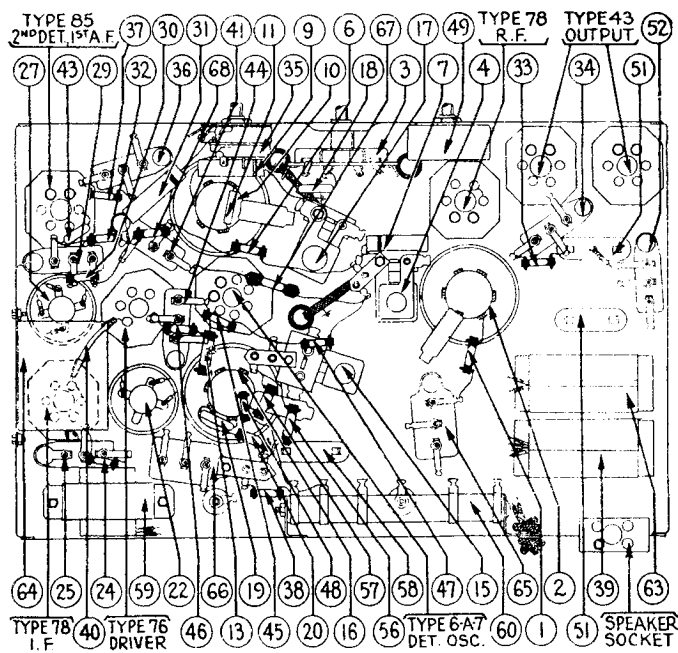 TYPE 85
2ND DET, 1ST A.F.
37 30 31 41 11 9 6 67 17 49
TYPE 78
R.F.
TYPE 43
OUTPUT
52
27 43 29 32 36 68 44 35 10 18 3 7 4 33 34 51
64 25 24 59 22 66 19 38 48 57 58 47 15 65 2 39 63
TYPE 78
I.F.
40
TYPE 76
DRIVER
46 13 45 20 16 56
TYPE 6-A-7
DET. OSC.
60 1 51
SPEAKER
SOCKET